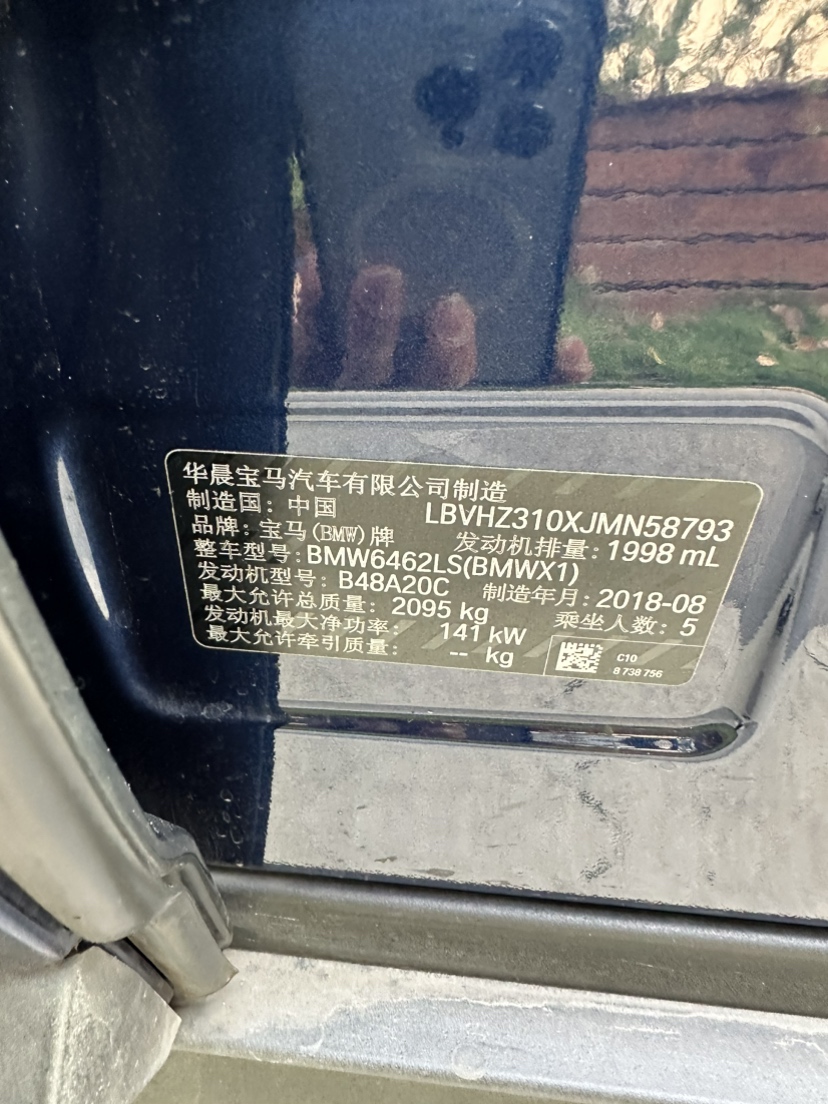 华晨宝马汽车有限公司制造
制造国：中国 LBVHZ310XJMN58793
品牌：宝马(BMW)牌 发动机排量：1998 mL
整车型号：BMW6462LS(BMWX1)
发动机型号：B48A20C 制造年月：2018-08
最大允许总质量：2095 kg 乘坐人数：5
发动机最大净功率：141 kW
最大允许牵引质量：-- kg
C10
8 738 756